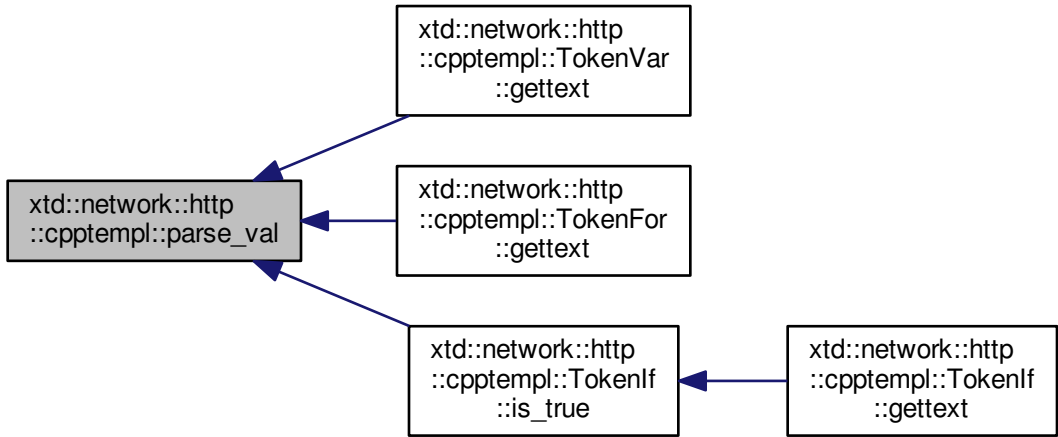 xtd::network::http
::cpptempl::TokenVar
::gettext
xtd::network::http
::cpptempl::parse_val
xtd::network::http
::cpptempl::TokenFor
::gettext
xtd::network::http
::cpptempl::TokenIf
::is_true
xtd::network::http
::cpptempl::TokenIf
::gettext